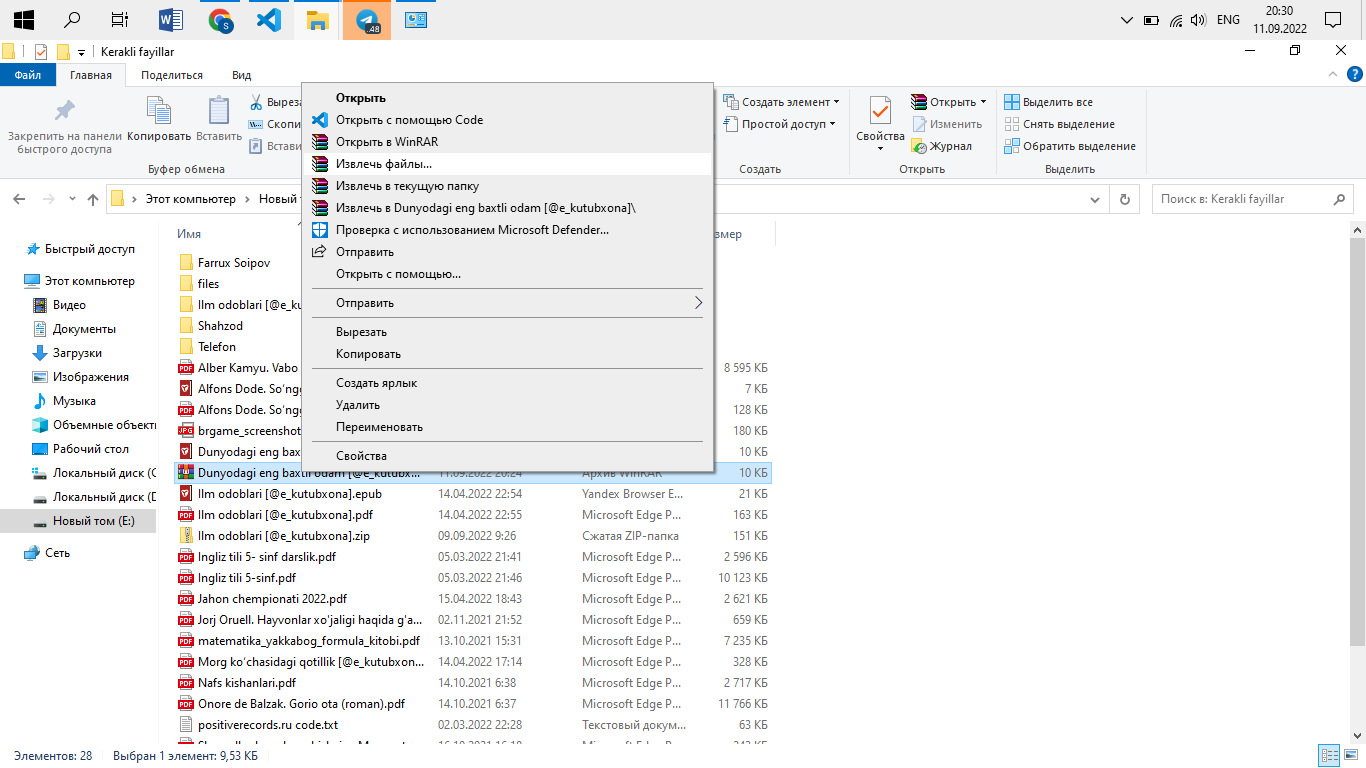 48
ENG
20:30
11.09.2022
Kerakli fayillar
Файл
Главная
Поделиться
Вид
Закрепить на панели быстрого доступа
Копировать
Вставить
Буфер обмена
Создать элемент
Простой доступ
Создать
Свойства
Открыть
Изменить
Журнал
Открыть
Выделить все
Снять выделение
Обратить выделение
Выделить
Открыть
Открыть с помощью Code
Открыть в WinRAR
Извлечь файлы...
Извлечь в текущую папку
Извлечь в Dunyodagi eng baxtli odam [@e_kutubxona]\
Проверка с использованием Microsoft Defender...
Отправить
Открыть с помощью...
Отправить
Вырезать
Копировать
Создать ярлык
Удалить
Переименовать
Свойства
Этот компьютер
Поиск в: Kerakli fayillar
Быстрый доступ
Этот компьютер
Видео
Документы
Загрузки
Изображения
Музыка
Объемные объекты
Рабочий стол
Локальный диск (C
Локальный диск (D
Новый том (E:)
Сеть
Имя
Farrux Soipov
files
Ilm odoblari [@e_kutubxona
Shahzod
Telefon
Alber Kamyu. Vabo 8 595 КБ
Alfons Dode. So‘ngg 7 КБ
Alfons Dode. So‘ngg 128 КБ
brgame_screenshot 180 КБ
Dunyodagi eng baxt 10 КБ
Dunyodagi eng baxtli odam [@e_kutubx... 11.09.2022 20:24 Архив WinRAR 10 КБ
Ilm odoblari [@e_kutubxona].epub 14.04.2022 22:54 Yandex Browser E... 21 КБ
Ilm odoblari [@e_kutubxona].pdf 14.04.2022 22:55 Microsoft Edge P... 163 КБ
Ilm odoblari [@e_kutubxona].zip 09.09.2022 9:26 Сжатая ZIP-папка 151 КБ
Ingliz tili 5- sinf darslik.pdf 05.03.2022 21:41 Microsoft Edge P... 2 596 КБ
Ingliz tili 5-sinf.pdf 05.03.2022 21:46 Microsoft Edge P... 10 123 КБ
Jahon chempionati 2022.pdf 15.04.2022 18:43 Microsoft Edge P... 2 621 КБ
Jorj Oruell. Hayvonlar xo‘jaligi haqida g‘a... 02.11.2021 21:52 Microsoft Edge P... 659 КБ
matematika_yakkabog_formula_kitobi.pdf 13.10.2021 15:31 Microsoft Edge P... 7 235 КБ
Morg ko‘chasidagi qotillik [@e_kutubxon... 14.04.2022 17:14 Microsoft Edge P... 328 КБ
Nafs kishanlari.pdf 14.10.2021 6:38 Microsoft Edge P... 2 717 КБ
Onore de Balzak. Gorio ota (roman).pdf 14.10.2021 6:37 Microsoft Edge P... 11 766 КБ
positiverecords.ru code.txt 02.03.2022 22:28 Текстовый докум... 63 КБ
Элементов: 28
Выбран 1 элемент: 9,53 КБ